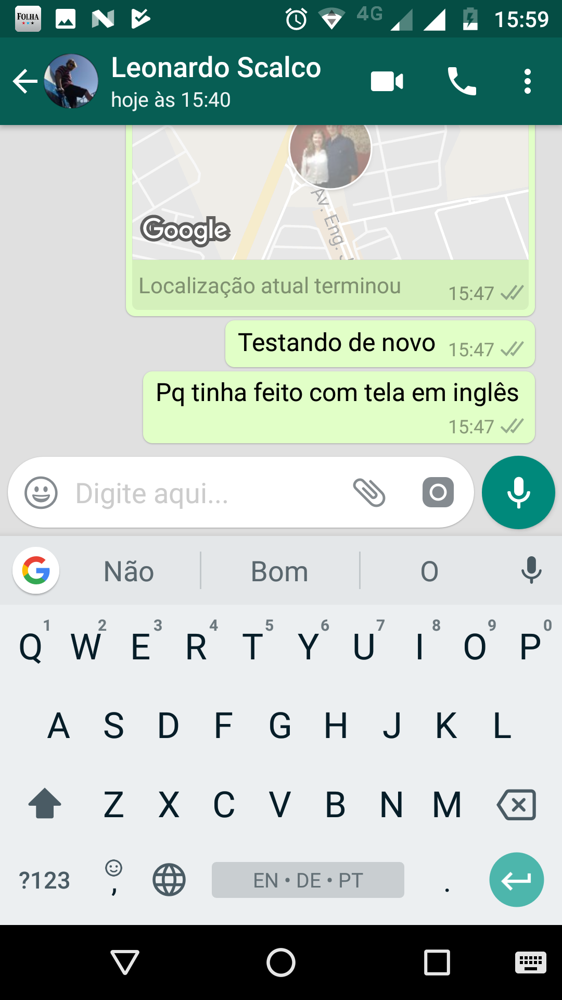 FOLHA
4G
15:59
Leonardo Scalco
hoje às 15:40
Av. Eng. J
Google
Localização atual terminou
15:47
Testando de novo
15:47
Pq tinha feito com tela em inglês
15:47
Digite aqui...
G
Não
Bom
O
1 2 3 4 5 6 7 8 9 0
Q W E R T Y U I O P
A S D F G H J K L
Z X C V B N M
?123
,
EN • DE • PT
.